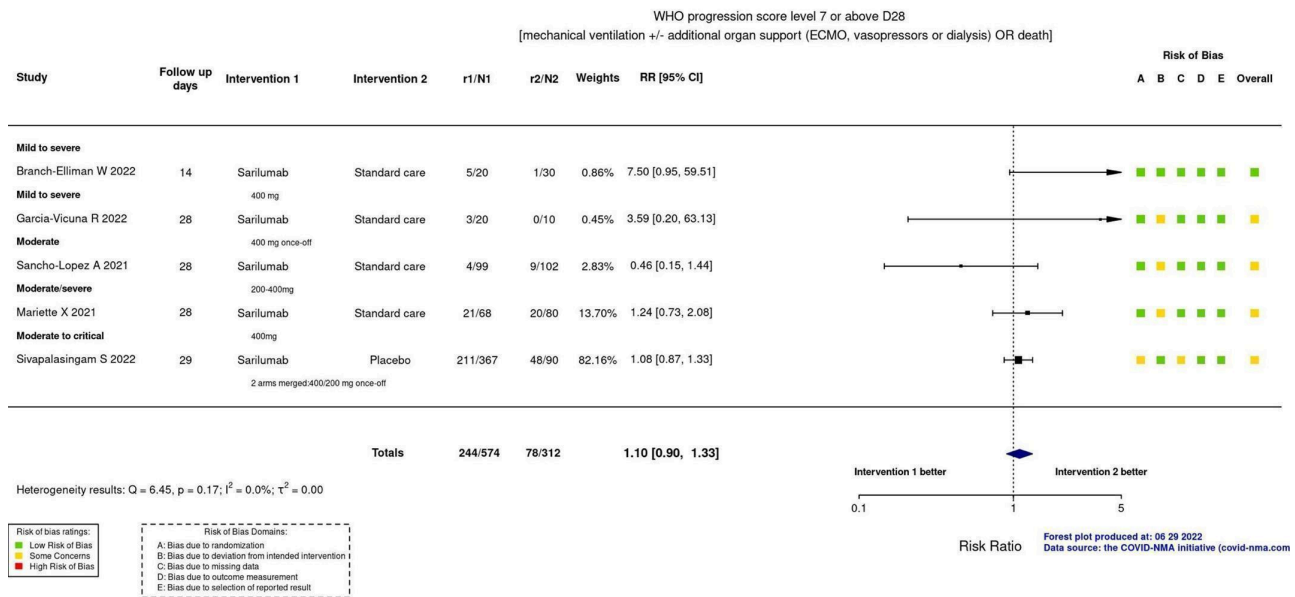 WHO progression score level 7 or above D28
[mechanical ventilation +/- additional organ support (ECMO, vasopressors or dialysis) OR death]
Risk of Bias
Study Follow up days Intervention 1 Intervention 2 r1/N1 r2/N2 Weights RR [95% CI] A B C D E Overall
Mild to severe
Branch-Elliman W 2022 14 Sarilumab Standard care 5/20 1/30 0.86% 7.50 [0.95, 59.51]
Mild to severe 400 mg
Garcia-Vicuna R 2022 28 Sarilumab Standard care 3/20 0/10 0.45% 3.59 [0.20, 63.13]
Moderate 400 mg once-off
Sancho-Lopez A 2021 28 Sarilumab Standard care 4/99 9/102 2.83% 0.46 [0.15, 1.44]
Moderate/severe 200-400mg
Mariette X 2021 28 Sarilumab Standard care 21/68 20/80 13.70% 1.24 [0.73, 2.08]
Moderate to critical 400mg
Sivapalasingam S 2022 29 Sarilumab Placebo 211/367 48/90 82.16% 1.08 [0.87, 1.33]
2 arms merged:400/200 mg once-off
Totals 244/574 78/312 1.10 [0.90, 1.33]
Intervention 1 better Intervention 2 better
Heterogeneity results: Q = 6.45, p = 0.17; I² = 0.0%; τ² = 0.00
0.1 1 5
Risk Ratio
Forest plot produced at: 06 29 2022
Data source: the COVID-NMA initiative (covid-nma.com
Risk of bias ratings:
Low Risk of Bias
Some Concerns
High Risk of Bias
Risk of Bias Domains:
A: Bias due to randomization
B: Bias due to deviation from intended intervention
C: Bias due to missing data
D: Bias due to outcome measurement
E: Bias due to selection of reported result